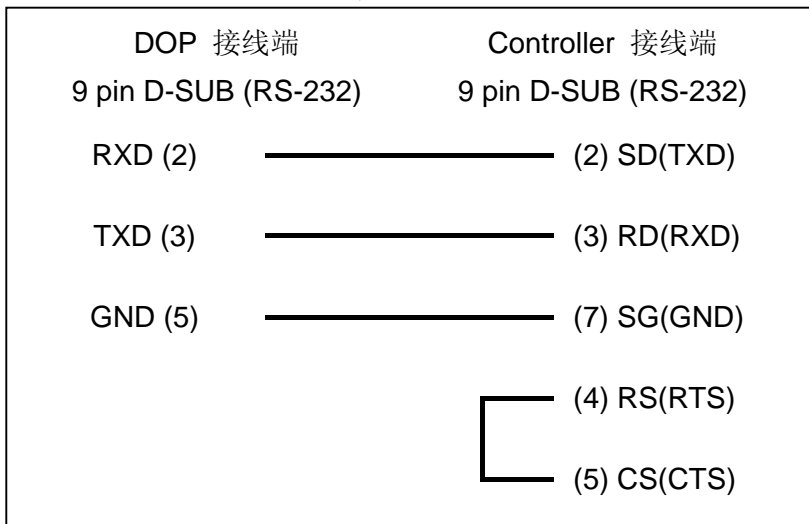 DOP 接线端 Controller 接线端
9 pin D-SUB (RS-232) 9 pin D-SUB (RS-232)
RXD (2) (2) SD(TXD)
TXD (3) (3) RD(RXD)
GND (5) (7) SG(GND)
(4) RS(RTS)
(5) CS(CTS)